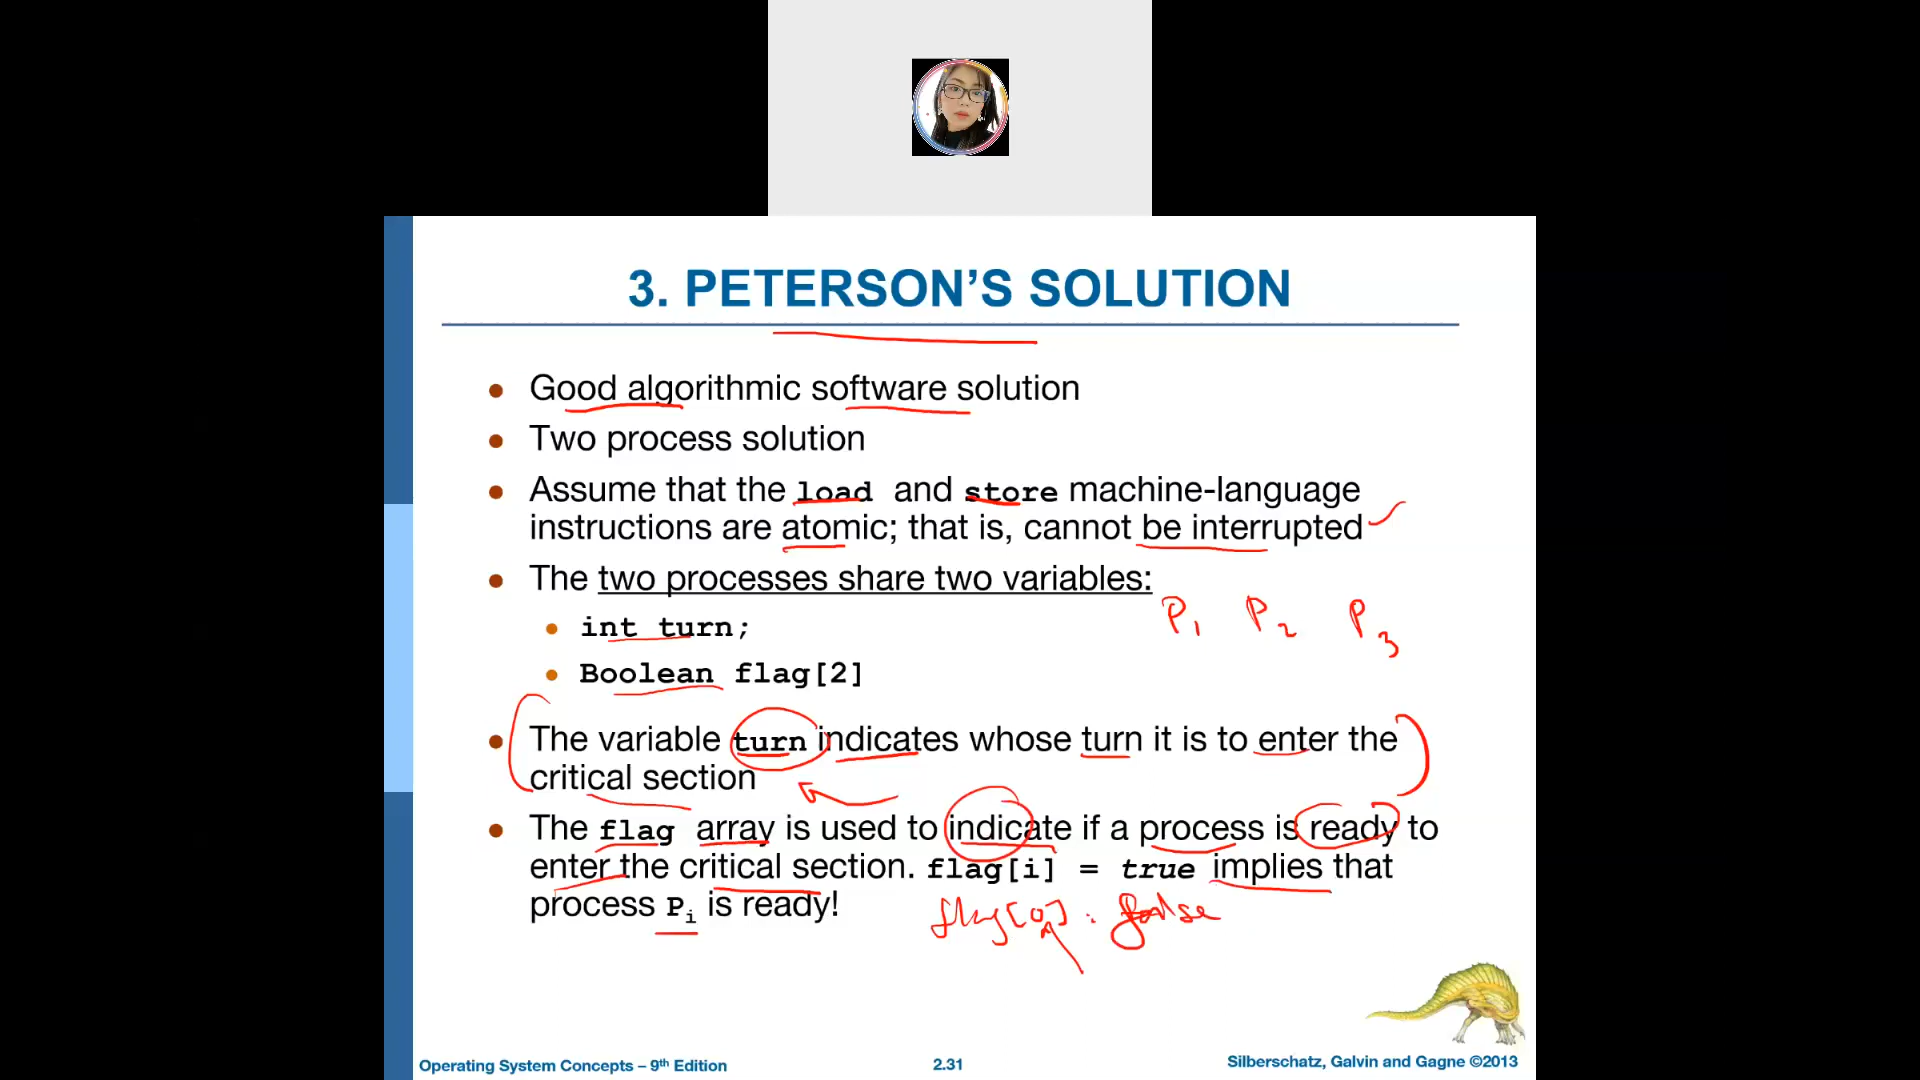 3. PETERSON’S SOLUTION
Good algorithmic software solution
Two process solution
Assume that the load and store machine-language
instructions are atomic; that is, cannot be interrupted
The two processes share two variables:
int turn;
P1 P2 P3
Boolean flag[2]
The variable turn indicates whose turn it is to enter the
critical section
The flag array is used to indicate if a process is ready to
enter the critical section. flag[i] = true implies that
process Pi is ready!
flag[0] = false
Operating System Concepts – 9th Edition
2.31
Silberschatz, Galvin and Gagne ©2013